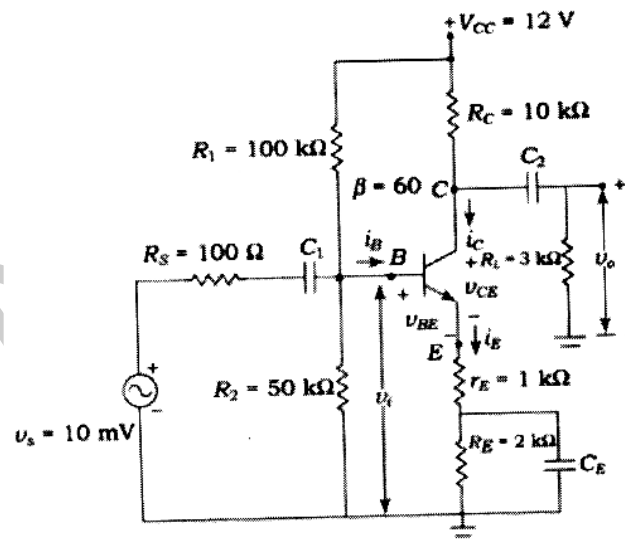 +V_CC = 12 V
R_C = 10 kΩ
R_1 = 100 kΩ
C_2
β = 60 C
+
i_B
i_C
R_S = 100 Ω C_1
B
+ R_L = 3 kΩ
v_o
+
v_CE
v_BE
−
−
i_E
E
+
R_2 = 50 kΩ
v_i
r_E = 1 kΩ
−
v_s = 10 mV
R_E = 2 kΩ
C_E